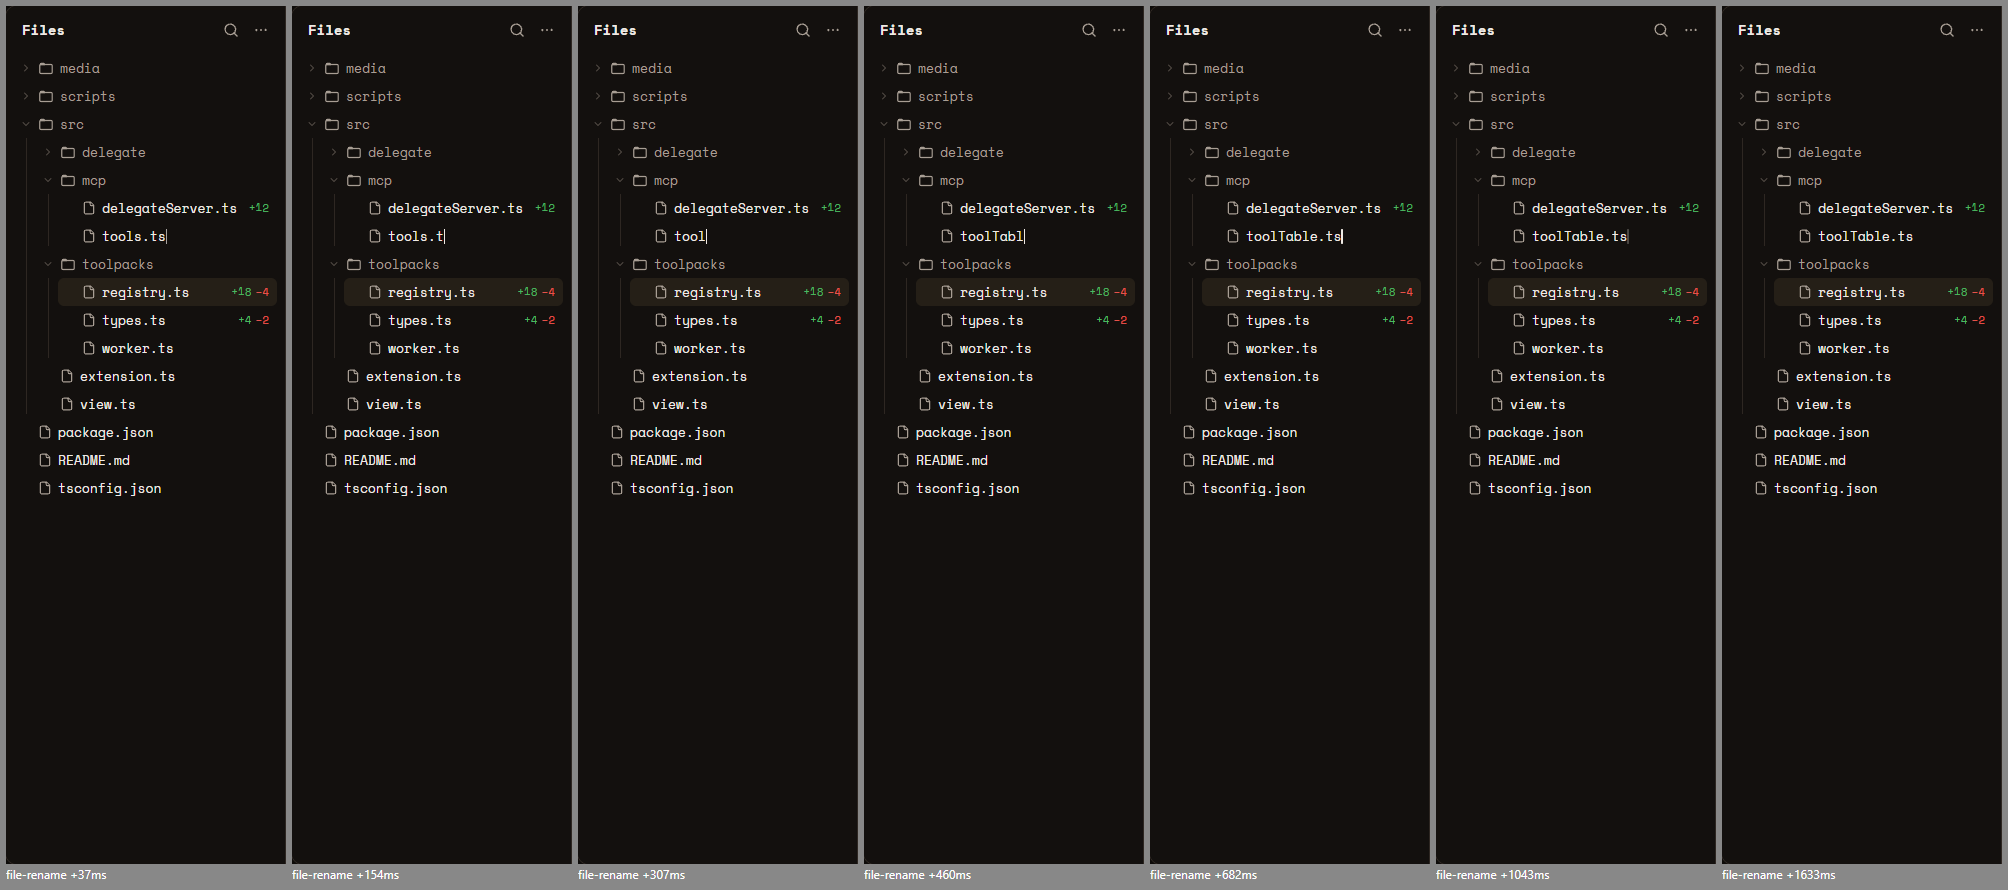 Files
media
scripts
src
delegate
mcp
delegateServer.ts +12
tools.ts
toolpacks
registry.ts +18 −4
types.ts +4 −2
worker.ts
extension.ts
view.ts
package.json
README.md
tsconfig.json
file-rename +37ms
Files
media
scripts
src
delegate
mcp
delegateServer.ts +12
tools.t
toolpacks
registry.ts +18 −4
types.ts +4 −2
worker.ts
extension.ts
view.ts
package.json
README.md
tsconfig.json
file-rename +154ms
Files
media
scripts
src
delegate
mcp
delegateServer.ts +12
tool
toolpacks
registry.ts +18 −4
types.ts +4 −2
worker.ts
extension.ts
view.ts
package.json
README.md
tsconfig.json
file-rename +307ms
Files
media
scripts
src
delegate
mcp
delegateServer.ts +12
toolTabl
toolpacks
registry.ts +18 −4
types.ts +4 −2
worker.ts
extension.ts
view.ts
package.json
README.md
tsconfig.json
file-rename +460ms
Files
media
scripts
src
delegate
mcp
delegateServer.ts +12
toolTable.ts
toolpacks
registry.ts +18 −4
types.ts +4 −2
worker.ts
extension.ts
view.ts
package.json
README.md
tsconfig.json
file-rename +682ms
Files
media
scripts
src
delegate
mcp
delegateServer.ts +12
toolTable.ts
toolpacks
registry.ts +18 −4
types.ts +4 −2
worker.ts
extension.ts
view.ts
package.json
README.md
tsconfig.json
file-rename +1043ms
Files
media
scripts
src
delegate
mcp
delegateServer.ts +12
toolTable.ts
toolpacks
registry.ts +18 −4
types.ts +4 −2
worker.ts
extension.ts
view.ts
package.json
README.md
tsconfig.json
file-rename +1633ms